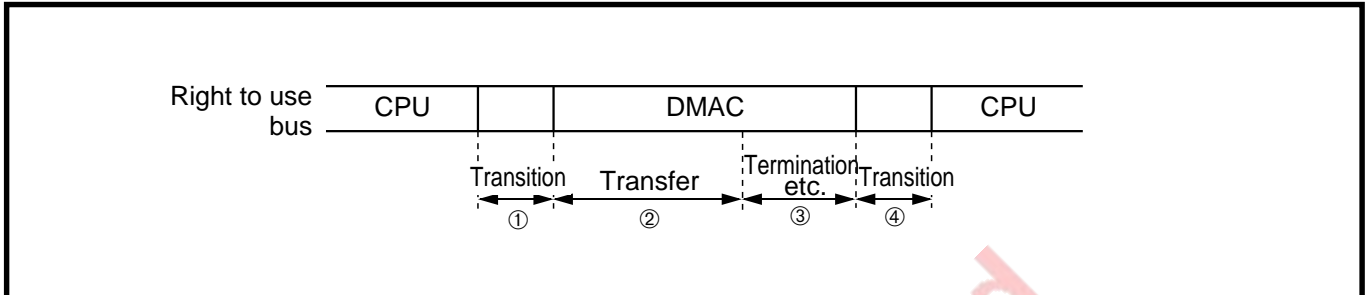 Right to use
bus
CPU
DMAC
CPU
Transition
Transfer
Termination
etc.
Transition
①
②
③
④